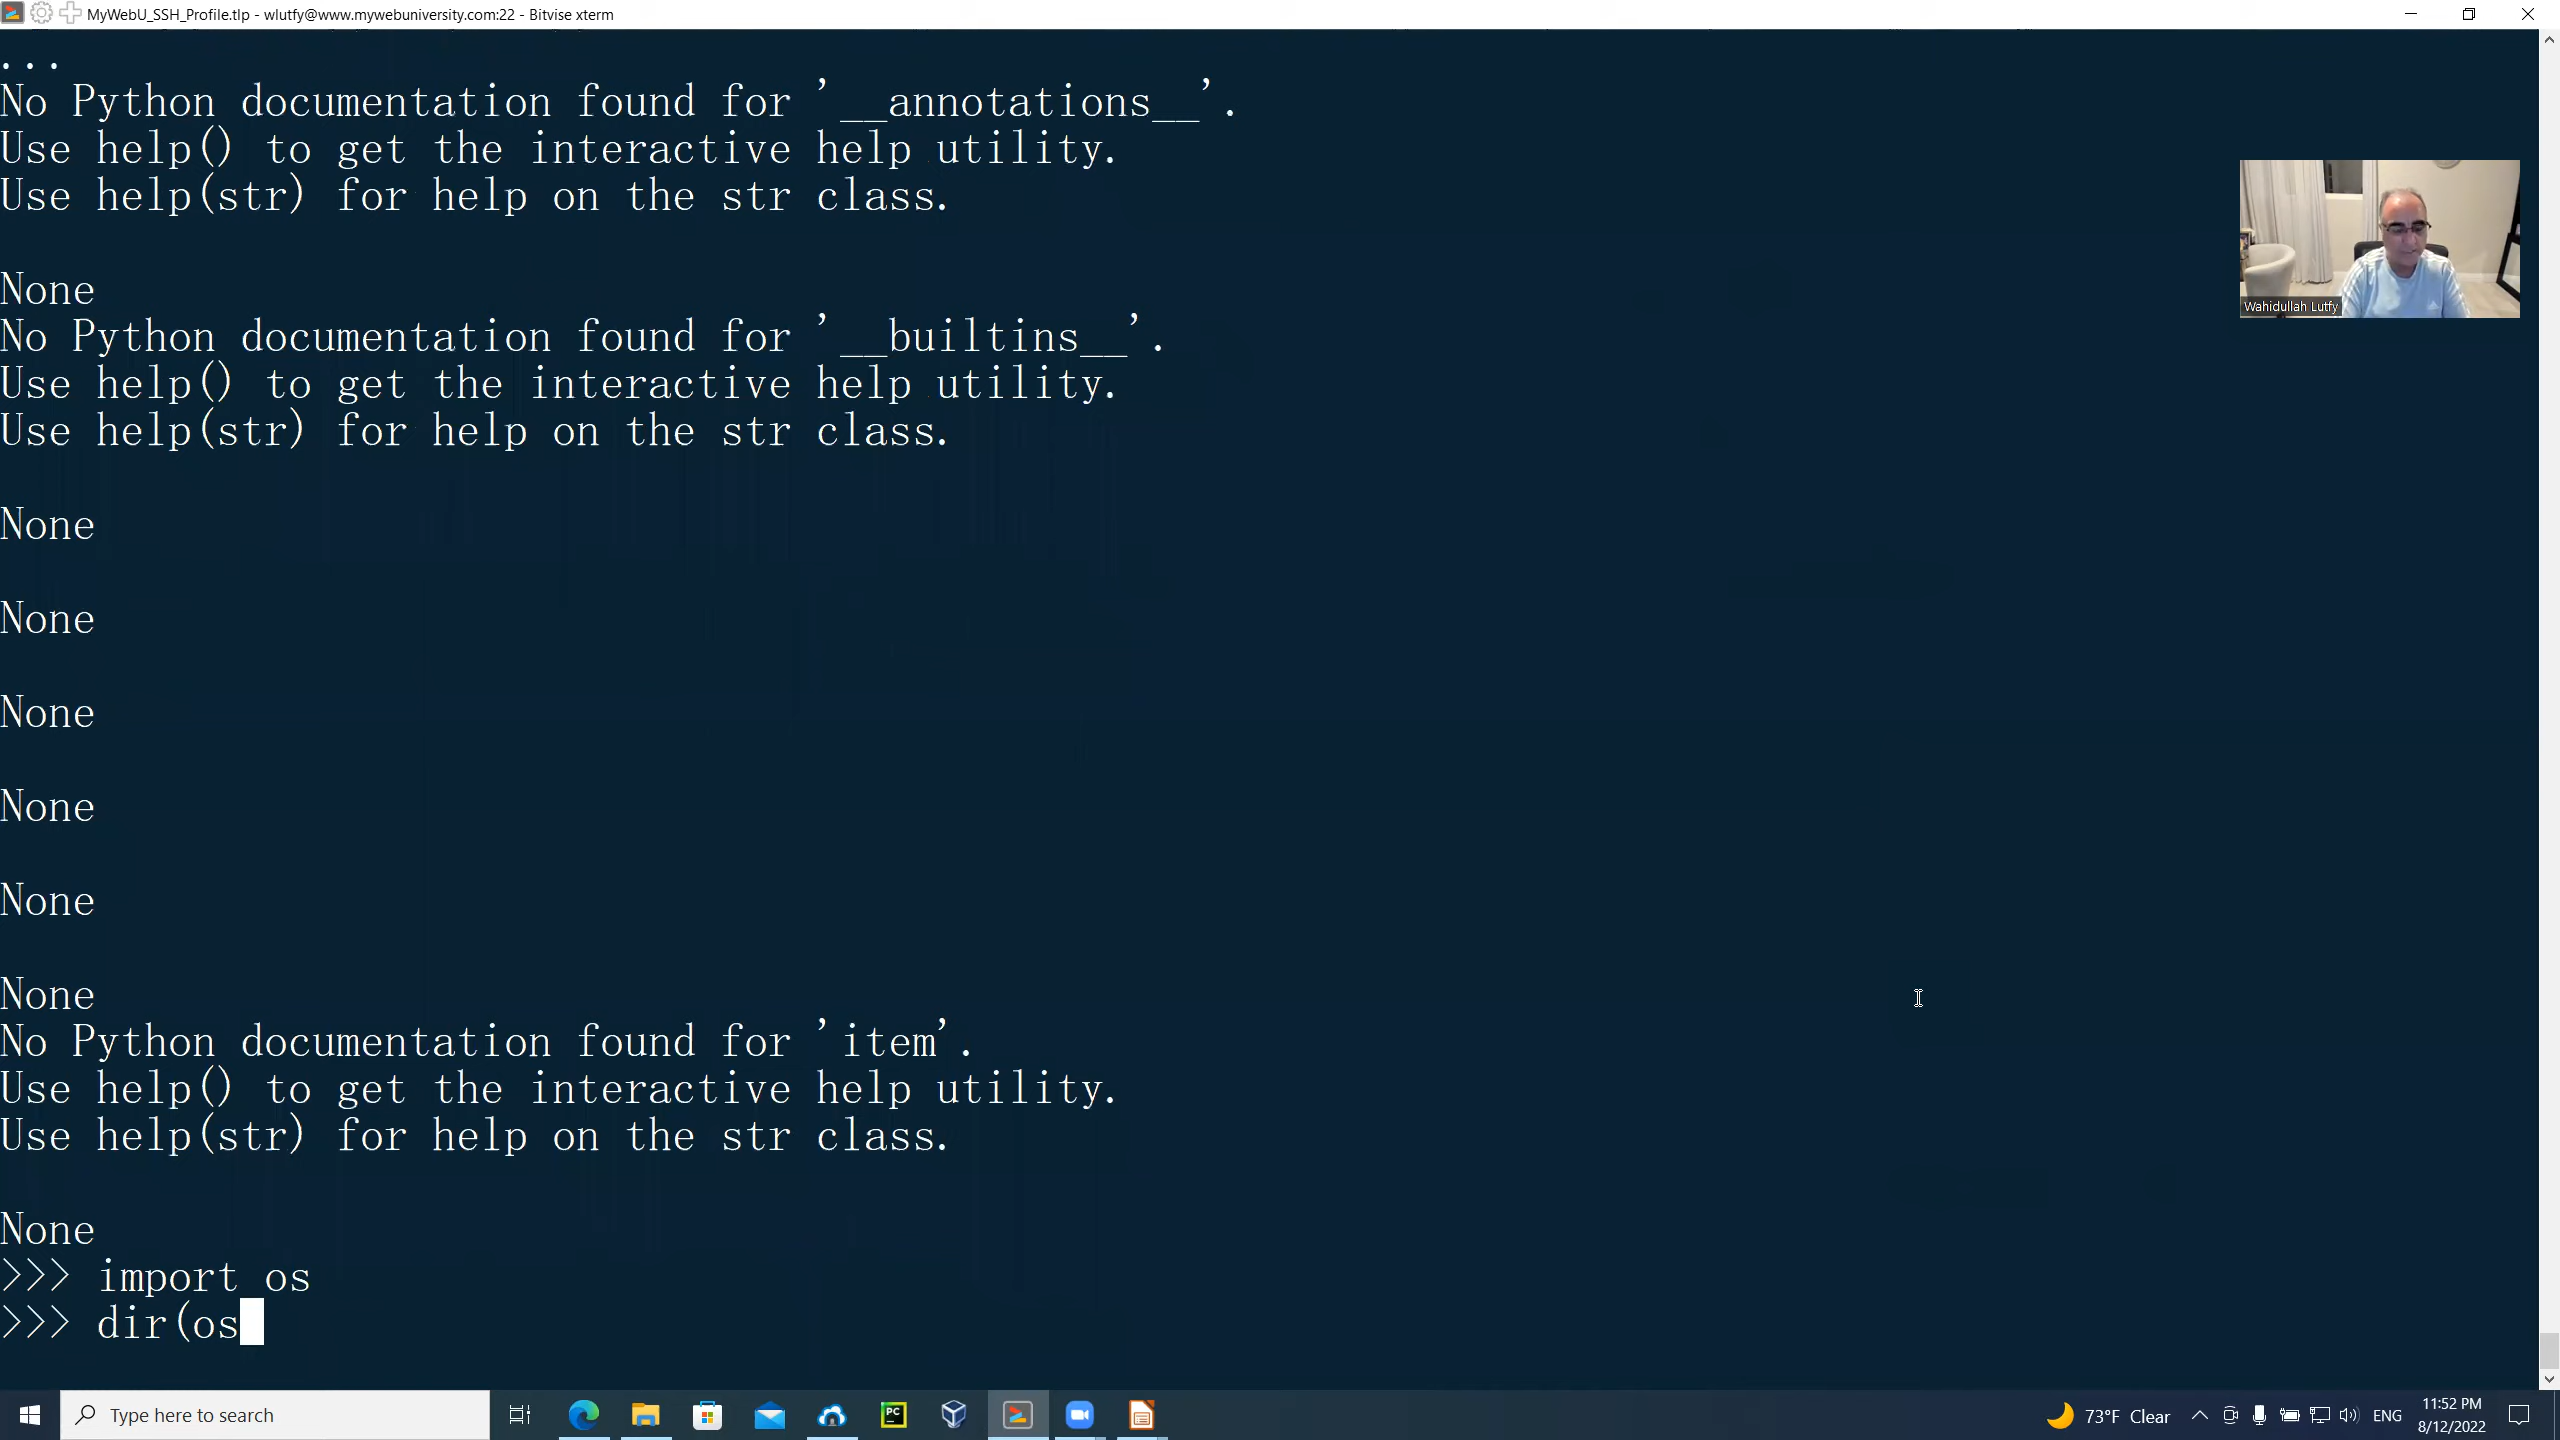 MyWebU_SSH_Profile.tlp - wlutfy@www.mywebuniversity.com:22 - Bitvise xterm
...
No Python documentation found for '__annotations__'.
Use help() to get the interactive help utility.
Use help(str) for help on the str class.
None
No Python documentation found for '__builtins__'.
Use help() to get the interactive help utility.
Use help(str) for help on the str class.
None
None
None
None
None
None
No Python documentation found for 'item'.
Use help() to get the interactive help utility.
Use help(str) for help on the str class.
None
>>> import os
>>> dir(os
Wahidullah Lutfy
Type here to search
PC
73°F Clear
ENG
11:52 PM
8/12/2022